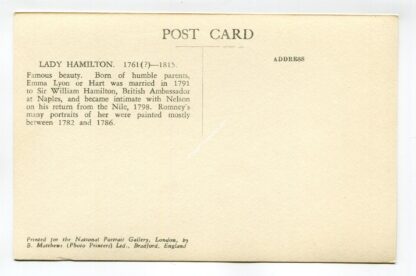 POST CARD
LADY HAMILTON. 1761(?)—1815.
Famous beauty. Born of humble parents,
Emma Lyon or Hart was married in 1791
to Sir William Hamilton, British Ambassador
at Naples, and became intimate with Nelson
on his return from the Nile, 1798. Romney's
many portraits of her were painted mostly
between 1782 and 1786.
ADDRESS
Printed for the National Portrait Gallery, London, by
B. Matthews (Photo Printers) Ltd., Bradford, England